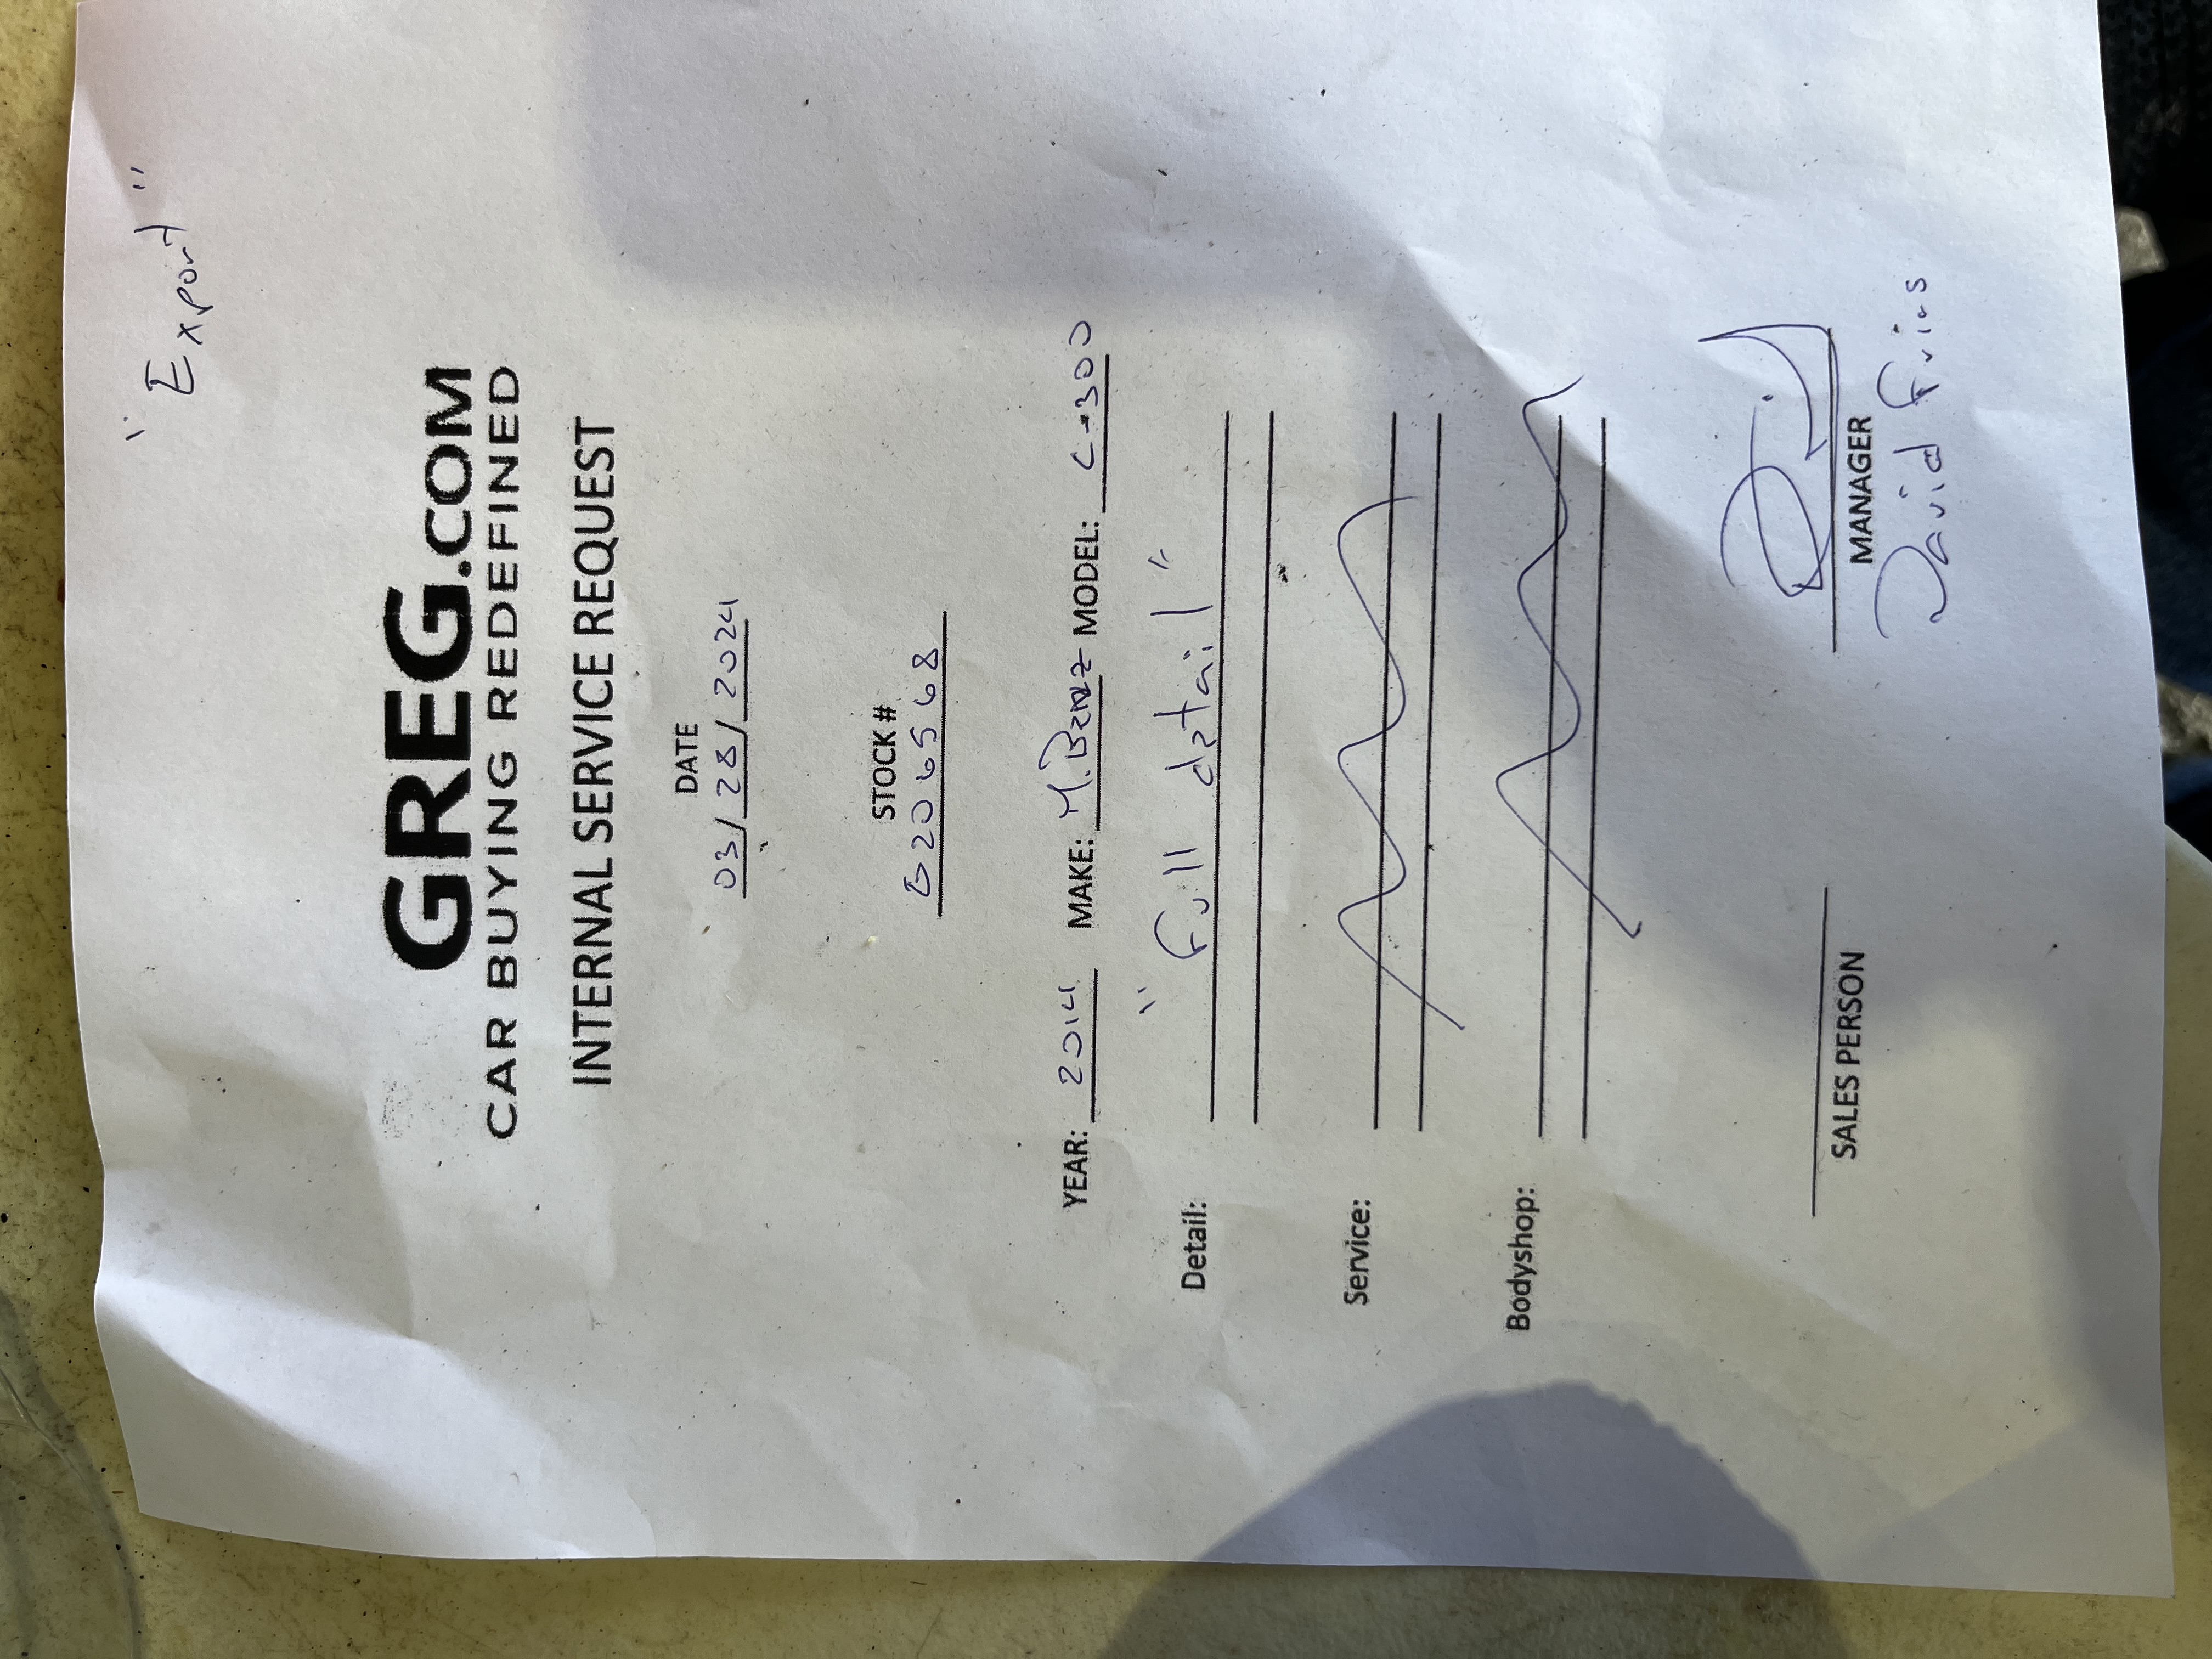 " Export "
GREG.COM
CAR BUYING REDEFINED
INTERNAL SERVICE REQUEST
DATE
03/28/2024
STOCK #
G206568
YEAR: 2014 MAKE: M.Benz MODEL: C-300
Detail: " Full detail "
Service:
Bodyshop:
SALES PERSON MANAGER
David Frias